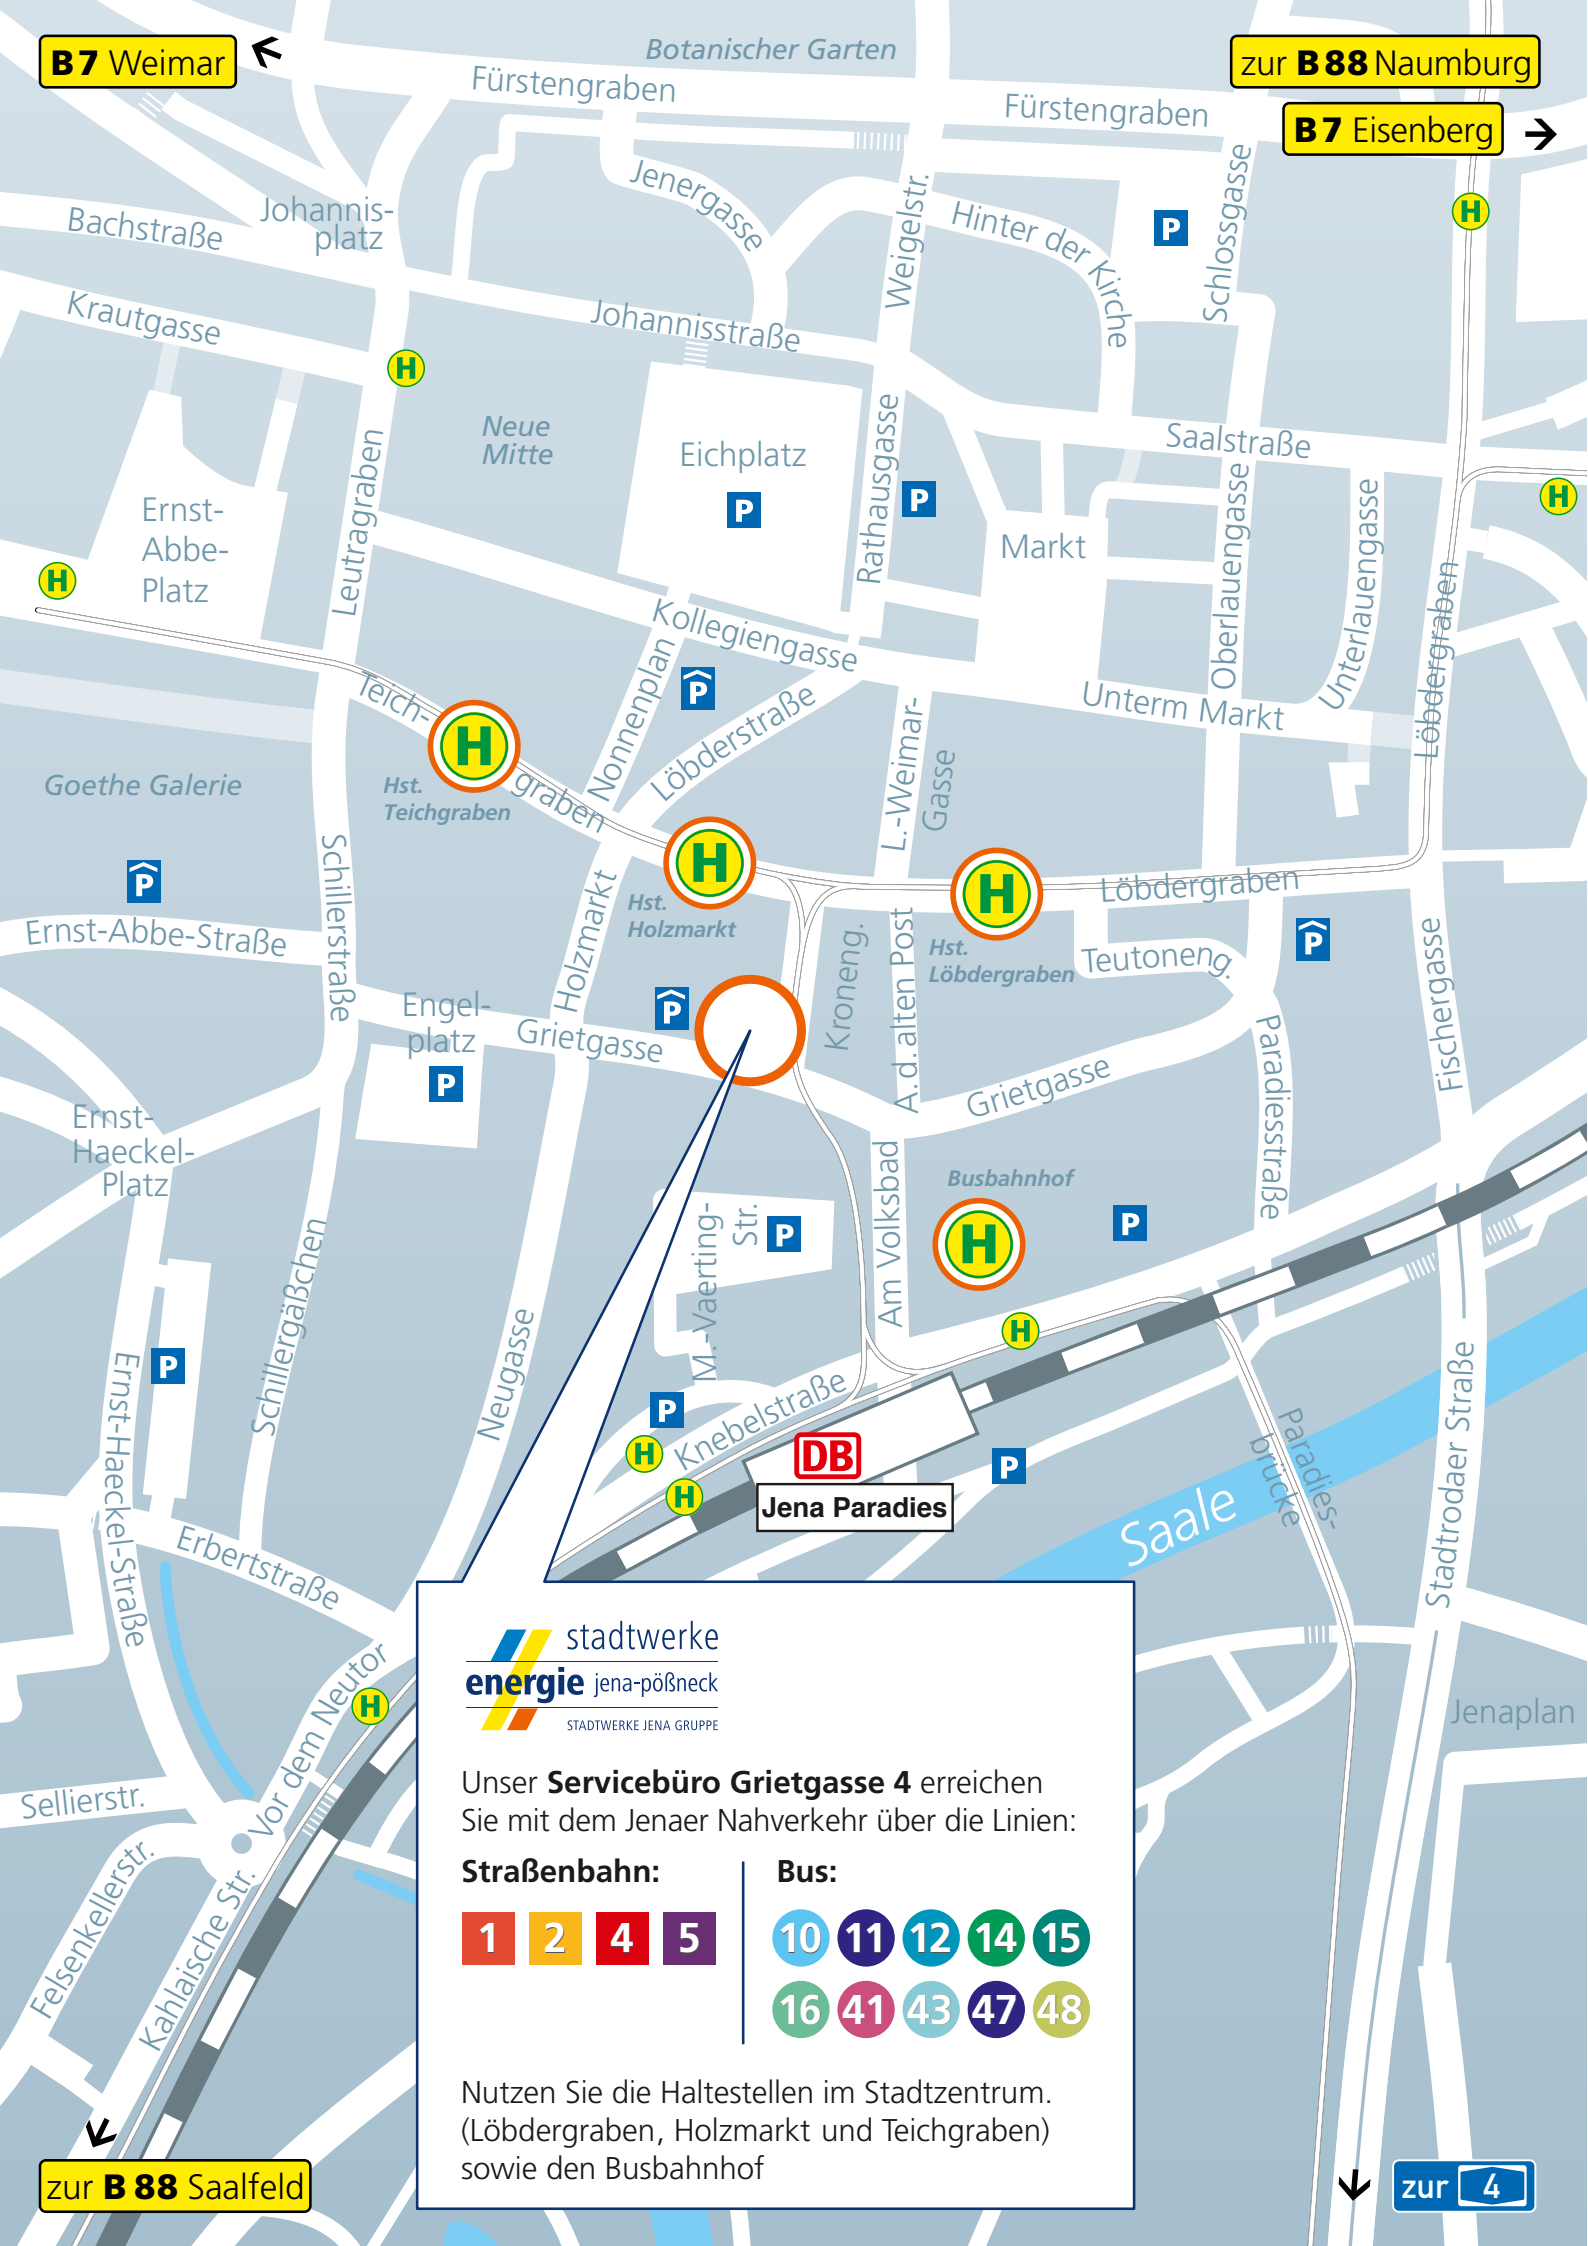 B 7 Weimar
Botanischer Garten
zur B 88 Naumburg
Fürstengraben
Fürstengraben
B 7 Eisenberg
Jenergasse
Schlossgasse
Weigelstr.
H
P
Johannis-
platz
Bachstraße
Hinter der Kirche
Krautgasse
Johannisstraße
H
Neue
Mitte
Eichplatz
Saalstraße
P
P
Rathausgasse
H
Leutragraben
Ernst-
Abbe-
Platz
H
Markt
Oberlauengasse
Unterlauengasse
Löbdergraben
Kollegiengasse
Nonnenplan
P
Unterm Markt
Teich-
graben
H
Löbderstraße
L.-Weimar-
Gasse
Goethe Galerie
Hst.
Teichgraben
H
Hst.
Holzmarkt
H
Hst.
Löbdergraben
Löbdergraben
P
Schillerstraße
Holzmarkt
Ernst-Abbe-Straße
Kroneng.
A. d. alten Post
Teutoneng.
P
Fischergasse
Engel-
platz
P
Grietgasse
P
Grietgasse
Paradiesstraße
Ernst-
Haeckel-
Platz
Am Volksbad
Busbahnhof
H
P
M.-Vaerting-
Str.
P
Schillergäßchen
Neugasse
H
P
Ernst-Haeckel-Straße
Knebelstraße
P
H
H
DB
Jena Paradies
P
Paradies-
brücke
Saale
Stadtrodaer Straße
Erbertstraße
Vor dem Neutor
H
Jenaplan
Sellierstr.
Felsenkellerstr.
Kahlaische Str.
stadtwerke
energie jena-pößneck
STADTWERKE JENA GRUPPE
Unser Servicebüro Grietgasse 4 erreichen
Sie mit dem Jenaer Nahverkehr über die Linien:
Straßenbahn:
1 2 4 5
Bus:
10 11 12 14 15
16 41 43 47 48
Nutzen Sie die Haltestellen im Stadtzentrum.
(Löbdergraben, Holzmarkt und Teichgraben)
sowie den Busbahnhof
zur B 88 Saalfeld
zur 4